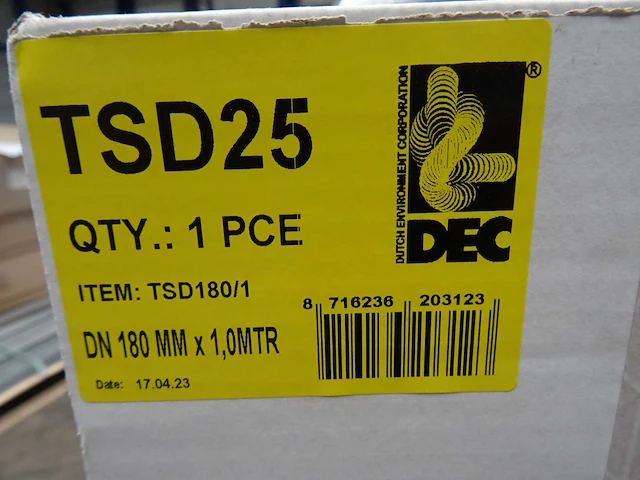 TSD25
QTY.: 1 PCE
ITEM: TSD180/1
DN 180 MM x 1,0MTR
Date: 17.04.23
DUTCH ENVIRONMENT CORPORATION
®
DEC
8 716236 203123